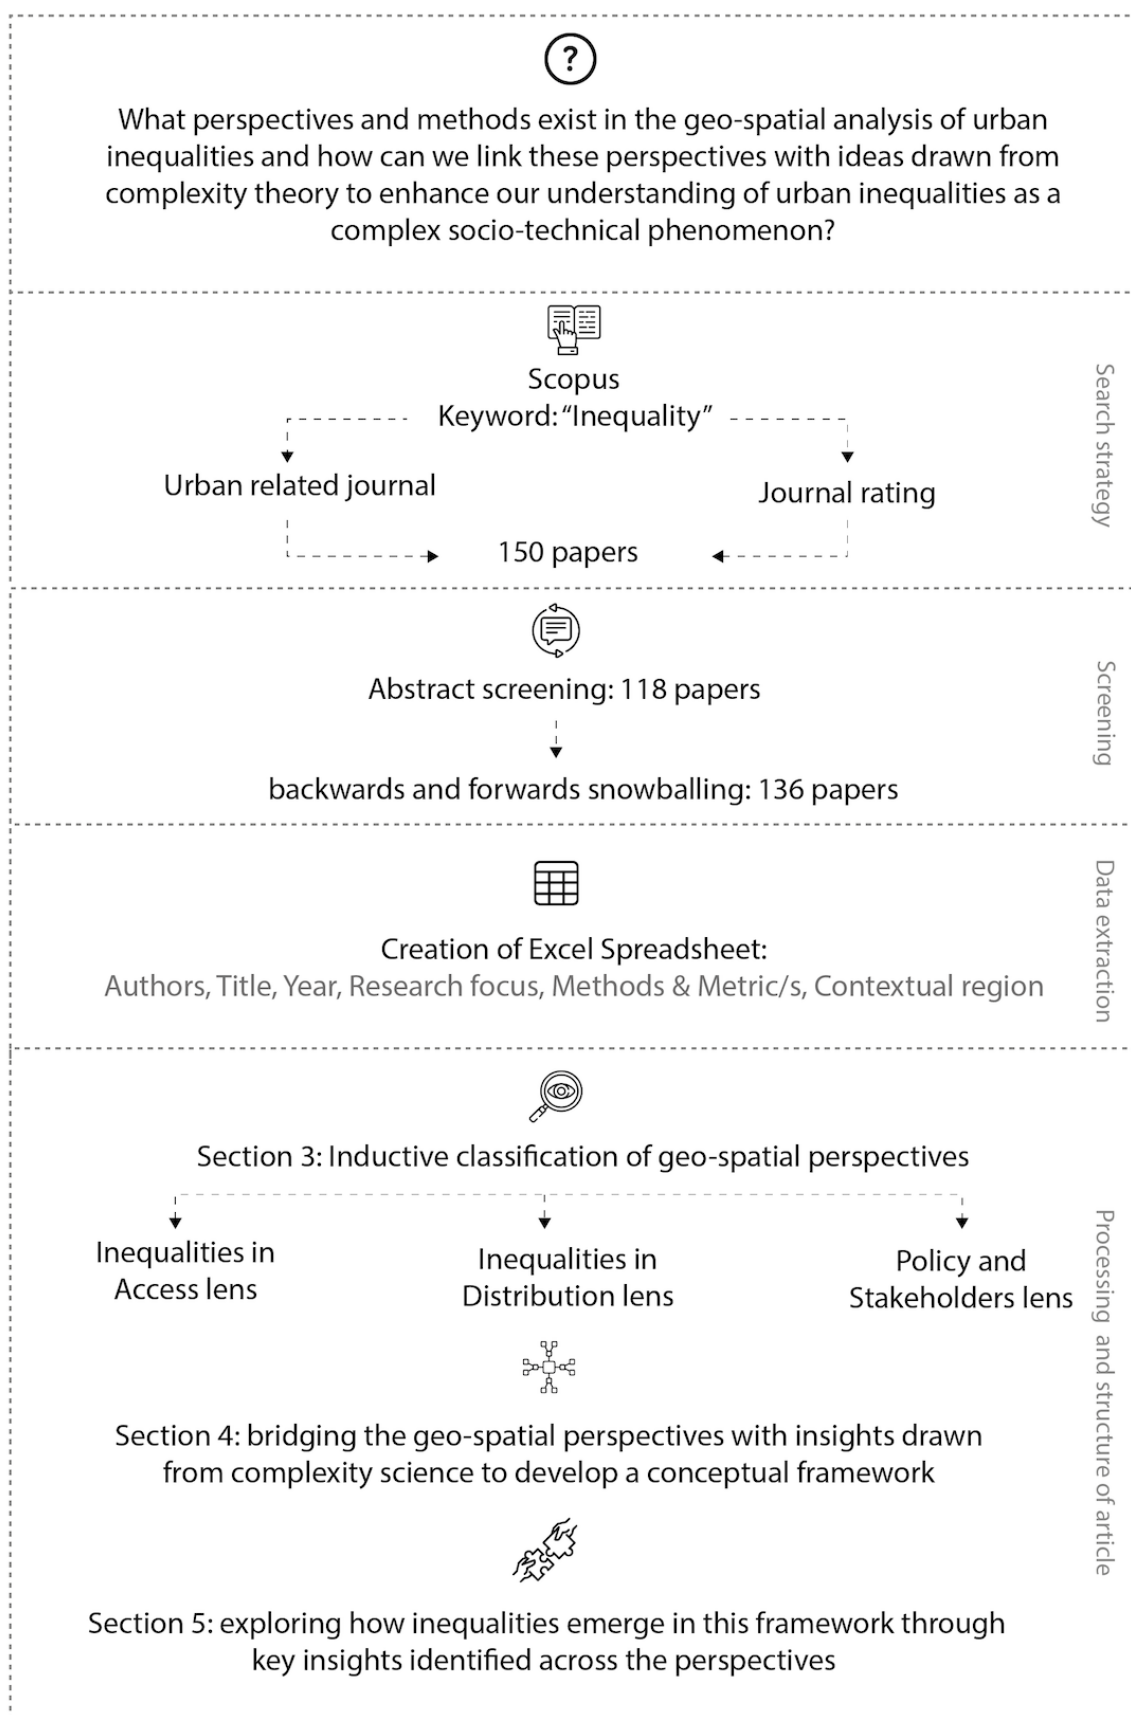 ?
What perspectives and methods exist in the geo-spatial analysis of urban
inequalities and how can we link these perspectives with ideas drawn from
complexity theory to enhance our understanding of urban inequalities as a
complex socio-technical phenomenon?
Scopus
Keyword: “Inequality”
Urban related journal
Journal rating
150 papers
Search strategy
Abstract screening: 118 papers
backwards and forwards snowballing: 136 papers
Screening
Creation of Excel Spreadsheet:
Authors, Title, Year, Research focus, Methods & Metric/s, Contextual region
Data extraction
Section 3: Inductive classification of geo-spatial perspectives
Inequalities in
Access lens
Inequalities in
Distribution lens
Policy and
Stakeholders lens
Section 4: bridging the geo-spatial perspectives with insights drawn
from complexity science to develop a conceptual framework
Section 5: exploring how inequalities emerge in this framework through
key insights identified across the perspectives
Processing and structure of article